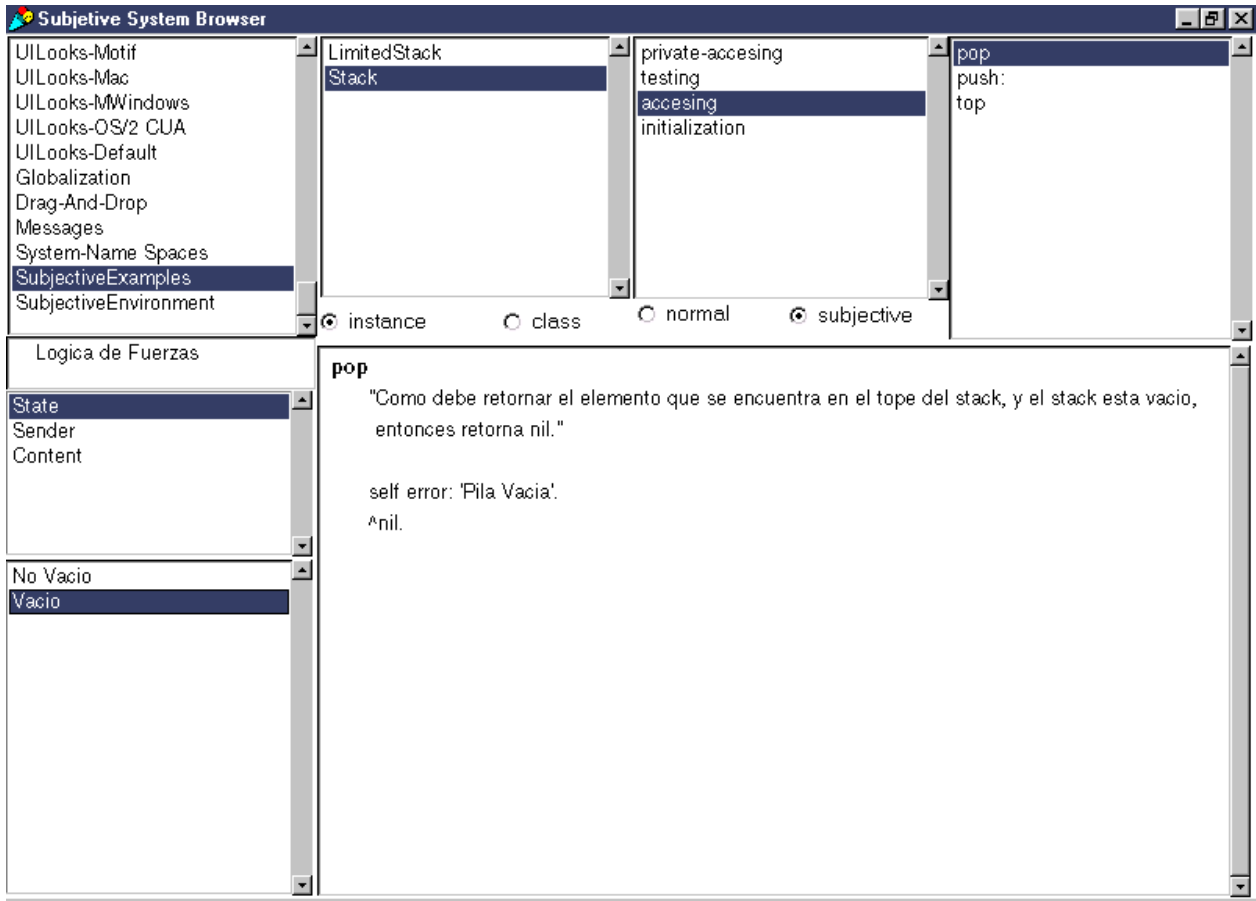 Subjetive System Browser
UILooks-Motif
UILooks-Mac
UILooks-MWindows
UILooks-OS/2 CUA
UILooks-Default
Globalization
Drag-And-Drop
Messages
System-Name Spaces
SubjectiveExamples
SubjectiveEnvironment
LimitedStack
Stack
instance
class
private-accesing
testing
accesing
initialization
normal
subjective
pop
push:
top
Logica de Fuerzas
State
Sender
Content
No Vacio
Vacio
pop
"Como debe retornar el elemento que se encuentra en el tope del stack, y el stack esta vacio,
entonces retorna nil."
self error: 'Pila Vacia'.
^nil.